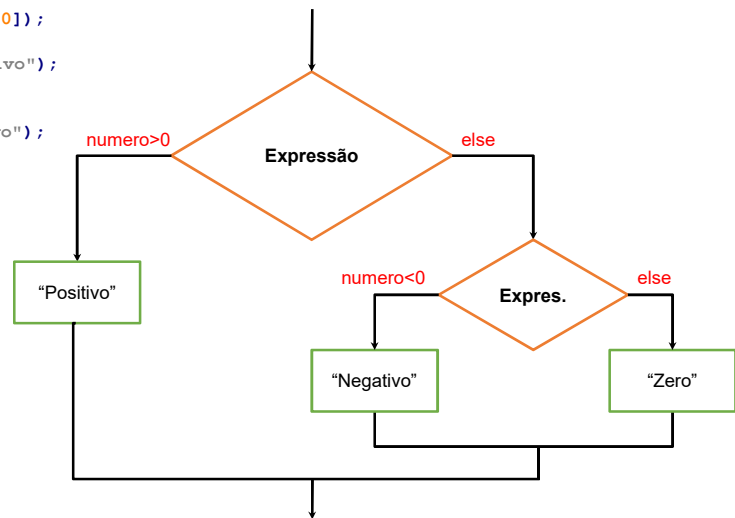 0]);
vo");
o");
numero>0
Expressão
else
"Positivo"
numero<0
Expres.
else
“Negativo”
“Zero”